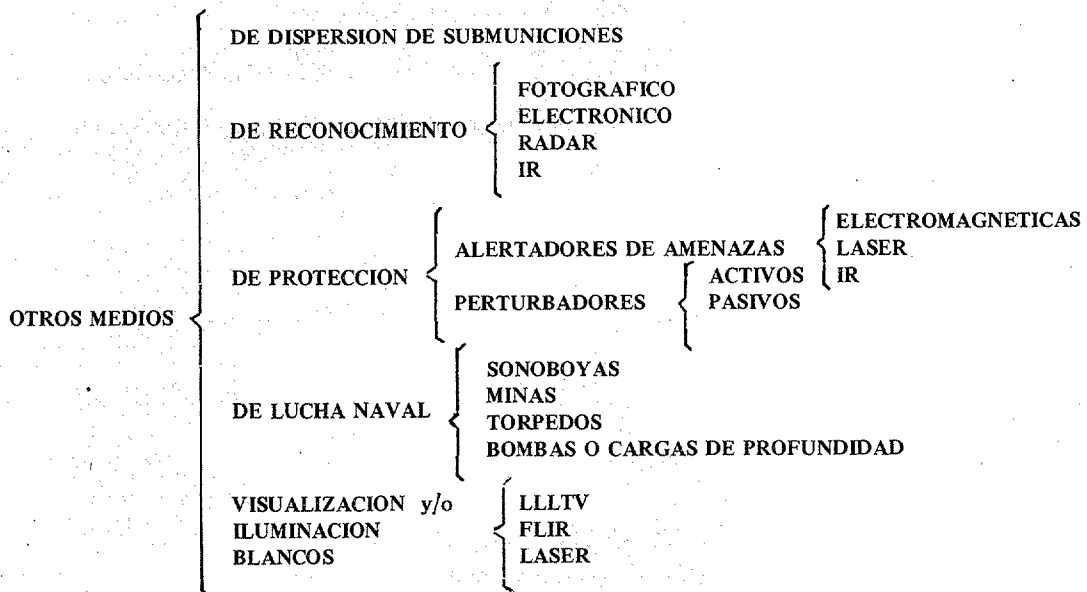 DE DISPERSION DE SUBMUNICIONES
DE RECONOCIMIENTO
FOTOGRAFICO
ELECTRONICO
RADAR
IR
OTROS MEDIOS
DE PROTECCION
ALERTADORES DE AMENAZAS
ELECTROMAGNETICAS
LASER
IR
PERTURBADORES
ACTIVOS
PASIVOS
DE LUCHA NAVAL
SONOBOYAS
MINAS
TORPEDOS
BOMBAS O CARGAS DE PROFUNDIDAD
VISUALIZACION y/o
ILUMINACION
BLANCOS
LLLTV
FLIR
LASER